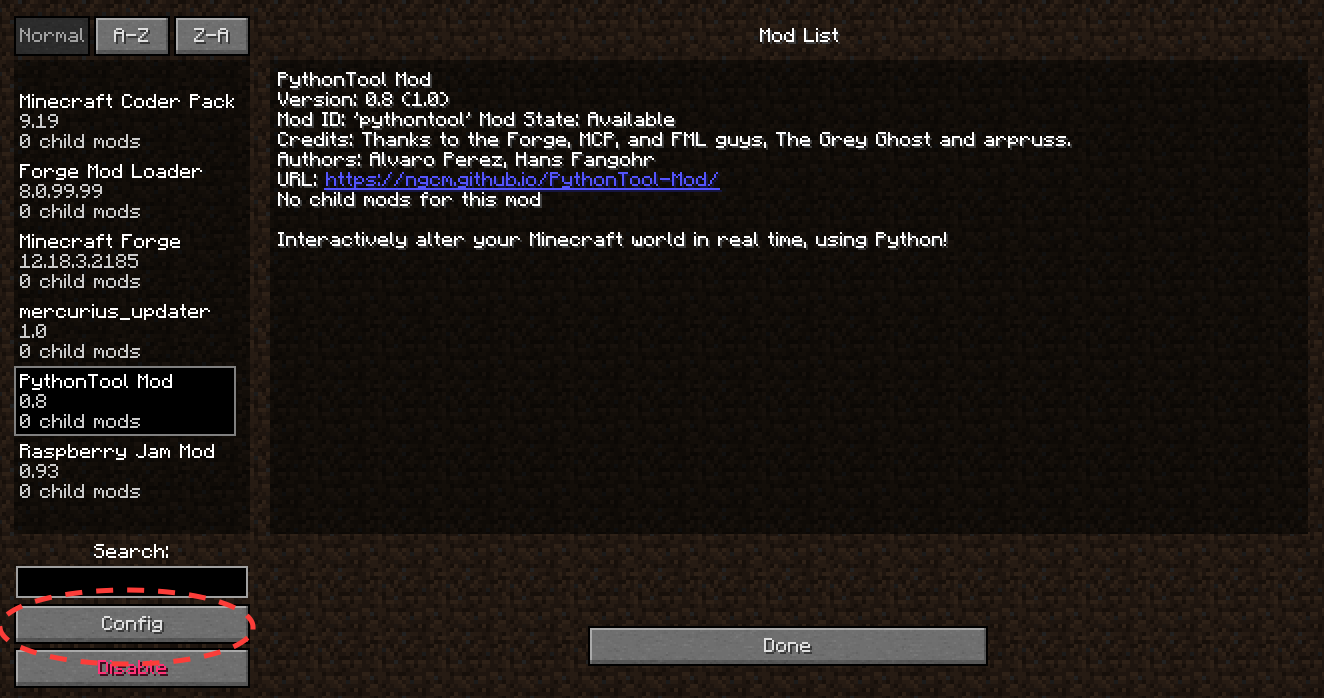 Normal A-Z Z-A
Mod List
Minecraft Coder Pack
9.19
0 child mods
Forge Mod Loader
8.0.99.99
0 child mods
Minecraft Forge
12.18.3.2185
0 child mods
mercurius_updater
1.0
0 child mods
PythonTool Mod
0.8
0 child mods
Raspberry Jam Mod
0.93
0 child mods
Search:
Config
Disable
PythonTool Mod
Version: 0.8 (1.0)
Mod ID: 'pythontool' Mod State: Available
Credits: Thanks to the Forge, MCP, and FML guys, The Grey Ghost and arpruss.
Authors: Alvaro Perez, Hans Fangohr
URL: https://ngcm.github.io/PythonTool-Mod/
No child mods for this mod
Interactively alter your Minecraft world in real time, using Python!
Done